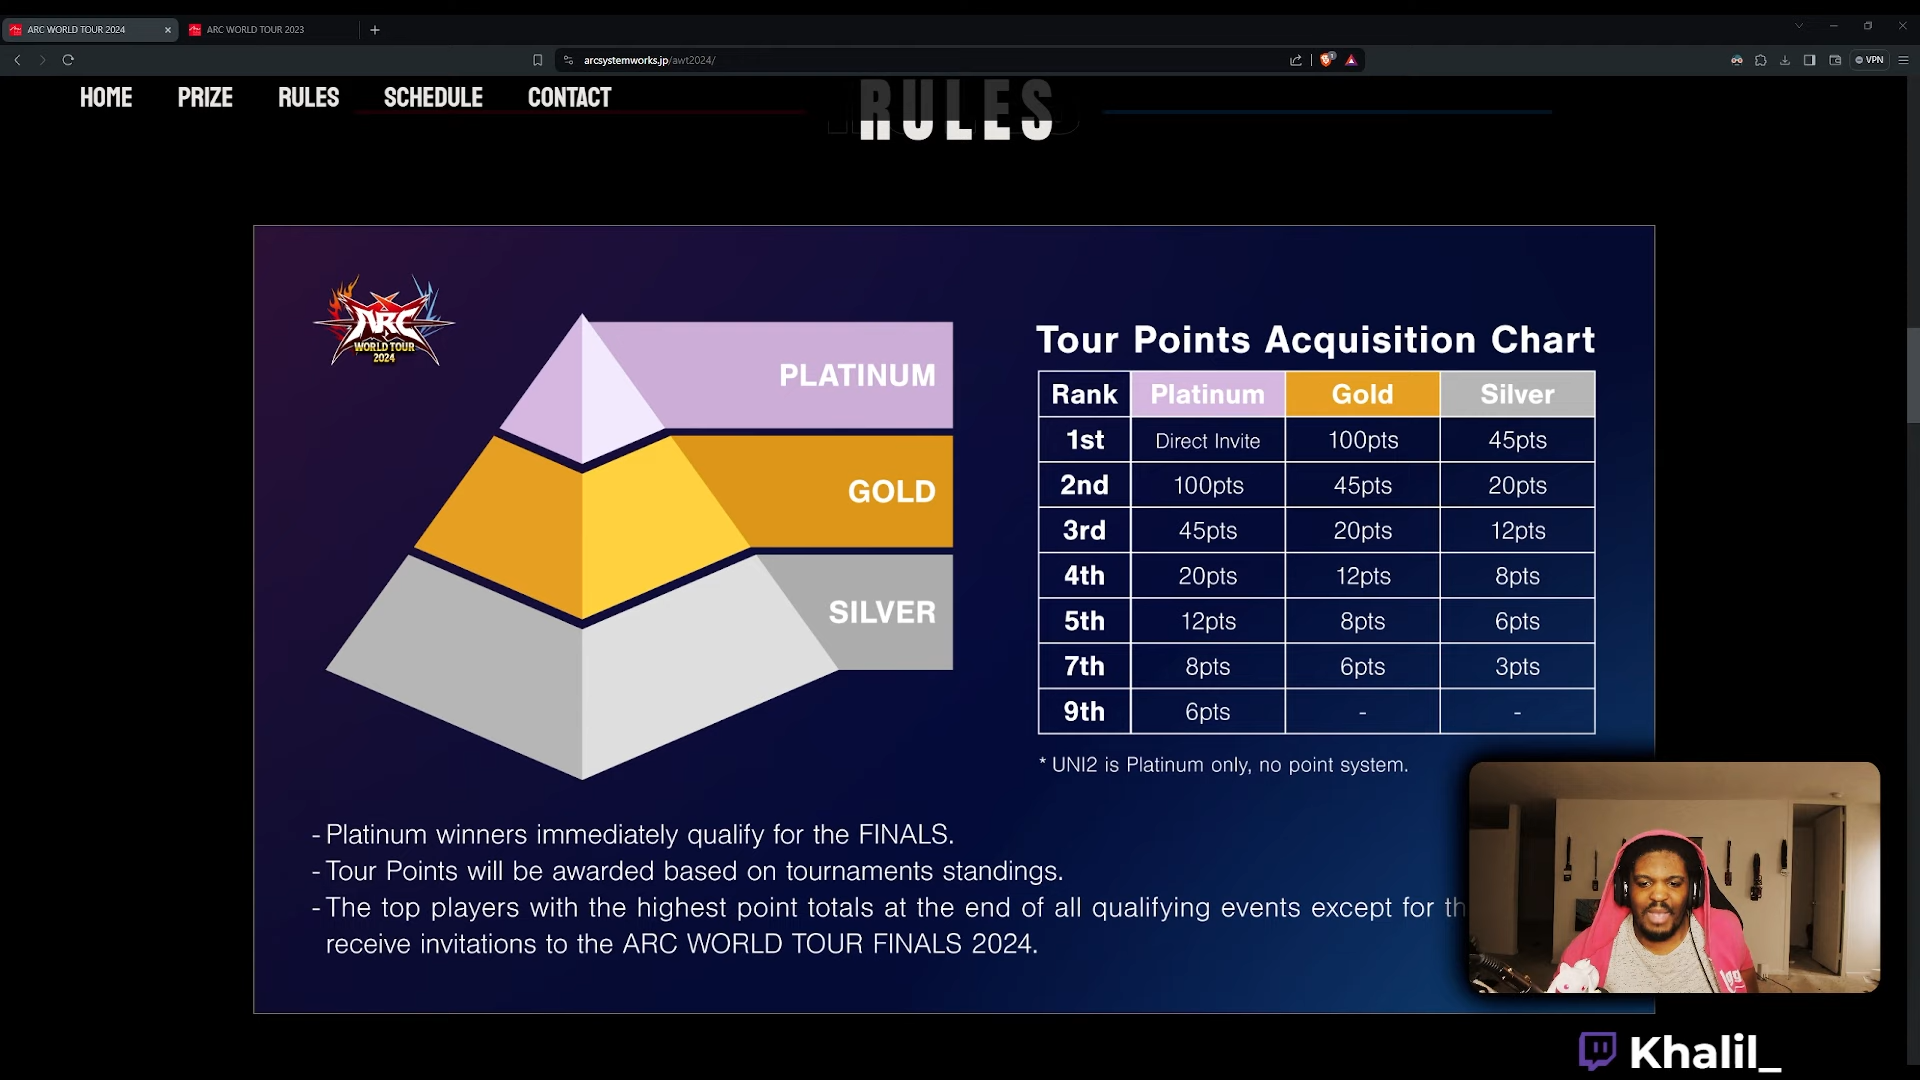 ARC WORLD TOUR 2024
ARC WORLD TOUR 2023
arcsystemworks.jp/awt2024/
VPN
HOME PRIZE RULES SCHEDULE CONTACT
RULES
ARC
WORLD TOUR
2024
PLATINUM
GOLD
SILVER
Tour Points Acquisition Chart
Rank Platinum Gold Silver
1st Direct Invite 100pts 45pts
2nd 100pts 45pts 20pts
3rd 45pts 20pts 12pts
4th 20pts 12pts 8pts
5th 12pts 8pts 6pts
7th 8pts 6pts 3pts
9th 6pts - -
* UNI2 is Platinum only, no point system.
- Platinum winners immediately qualify for the FINALS.
- Tour Points will be awarded based on tournaments standings.
- The top players with the highest point totals at the end of all qualifying events except for th
receive invitations to the ARC WORLD TOUR FINALS 2024.
Khalil_